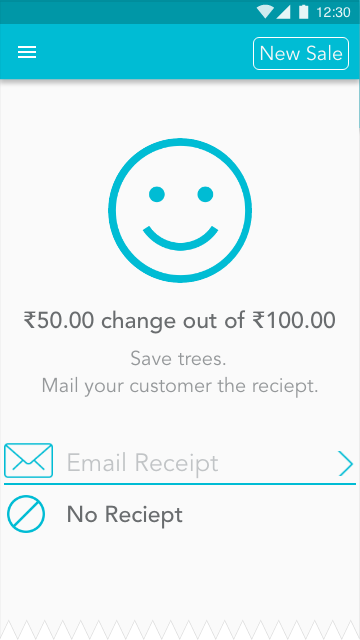 12:30
New Sale
₹50.00 change out of ₹100.00
Save trees.
Mail your customer the reciept.
Email Receipt
No Reciept